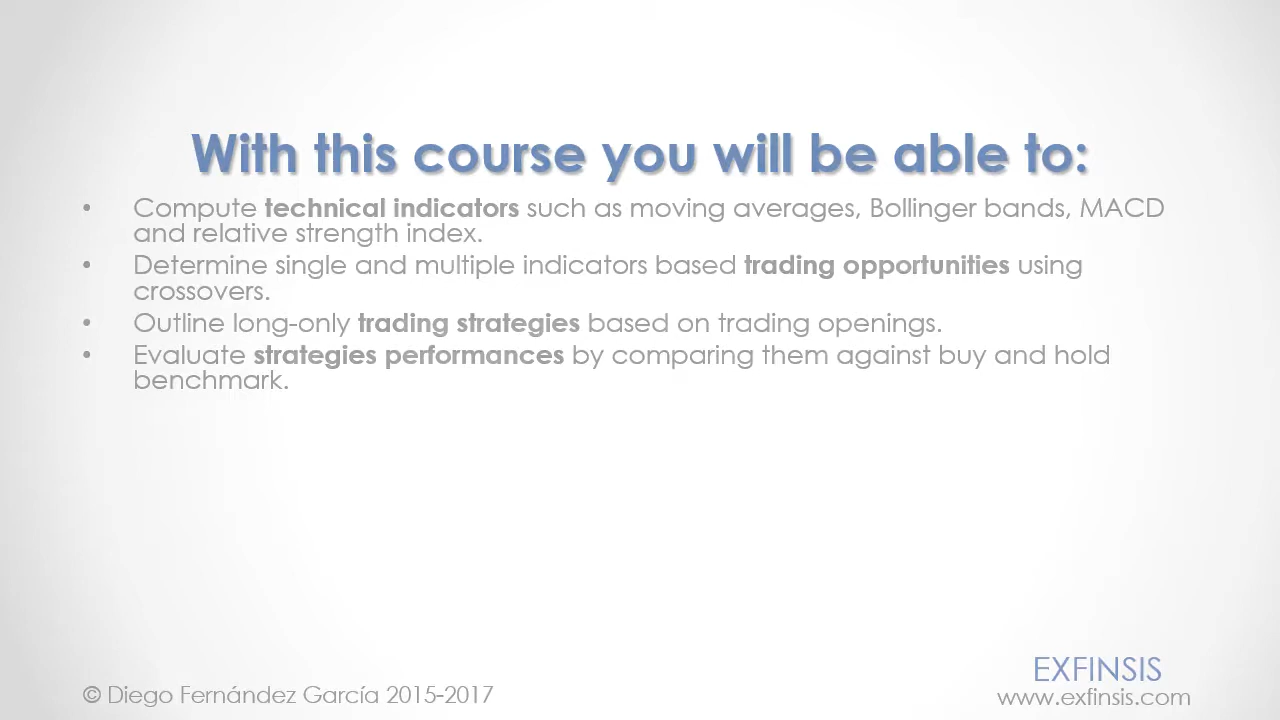 With this course you will be able to:
• Compute technical indicators such as moving averages, Bollinger bands, MACD
and relative strength index.
• Determine single and multiple indicators based trading opportunities using
crossovers.
• Outline long-only trading strategies based on trading openings.
• Evaluate strategies performances by comparing them against buy and hold
benchmark.
EXFINSIS
© Diego Fernández García 2015-2017
www.exfinsis.com